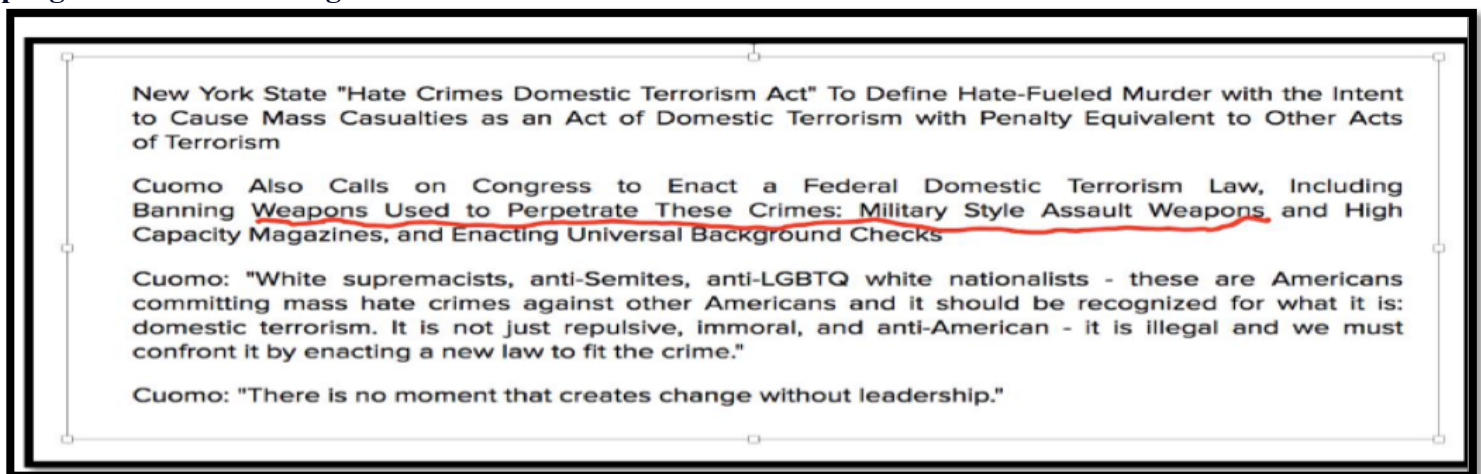 New York State "Hate Crimes Domestic Terrorism Act" To Define Hate-Fueled Murder with the Intent
to Cause Mass Casualties as an Act of Domestic Terrorism with Penalty Equivalent to Other Acts
of Terrorism
Cuomo Also Calls on Congress to Enact a Federal Domestic Terrorism Law, Including
Banning Weapons Used to Perpetrate These Crimes: Military Style Assault Weapons and High
Capacity Magazines, and Enacting Universal Background Checks
Cuomo: "White supremacists, anti-Semites, anti-LGBTQ white nationalists - these are Americans
committing mass hate crimes against other Americans and it should be recognized for what it is:
domestic terrorism. It is not just repulsive, immoral, and anti-American - it is illegal and we must
confront it by enacting a new law to fit the crime."
Cuomo: "There is no moment that creates change without leadership."